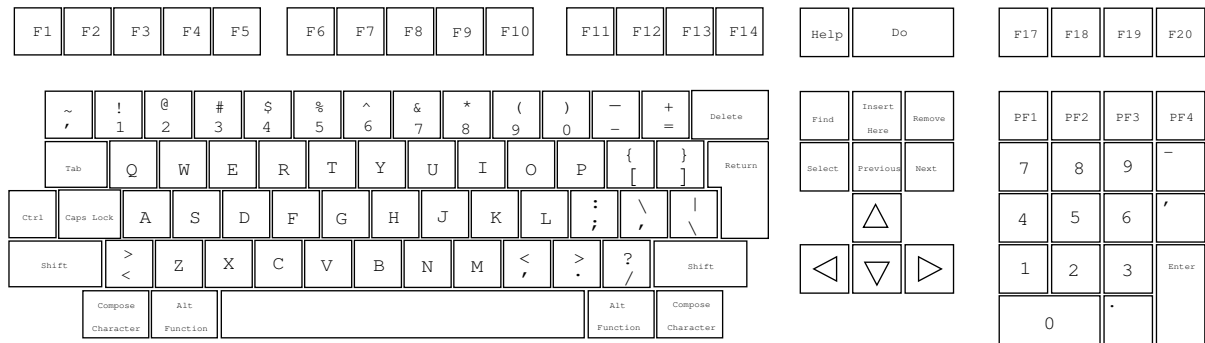 F1 F2 F3 F4 F5 F6 F7 F8 F9 F10 F11 F12 F13 F14 Help Do F17 F18 F19 F20
~ ! @ # $ % ^ & * ( ) _ +
, 1 2 3 4 5 6 7 8 9 0 - = Delete
Find Insert Here Remove PF1 PF2 PF3 PF4
Tab Q W E R T Y U I O P { [ } ] Return
Select Previous Next 7 8 9 –
Ctrl Caps Lock A S D F G H J K L : ; \ , | \
4 5 6 ,
Shift > < Z X C V B N M < , > . ? / Shift
1 2 3 Enter
Compose Character Alt Function Alt Function Compose Character
0 .